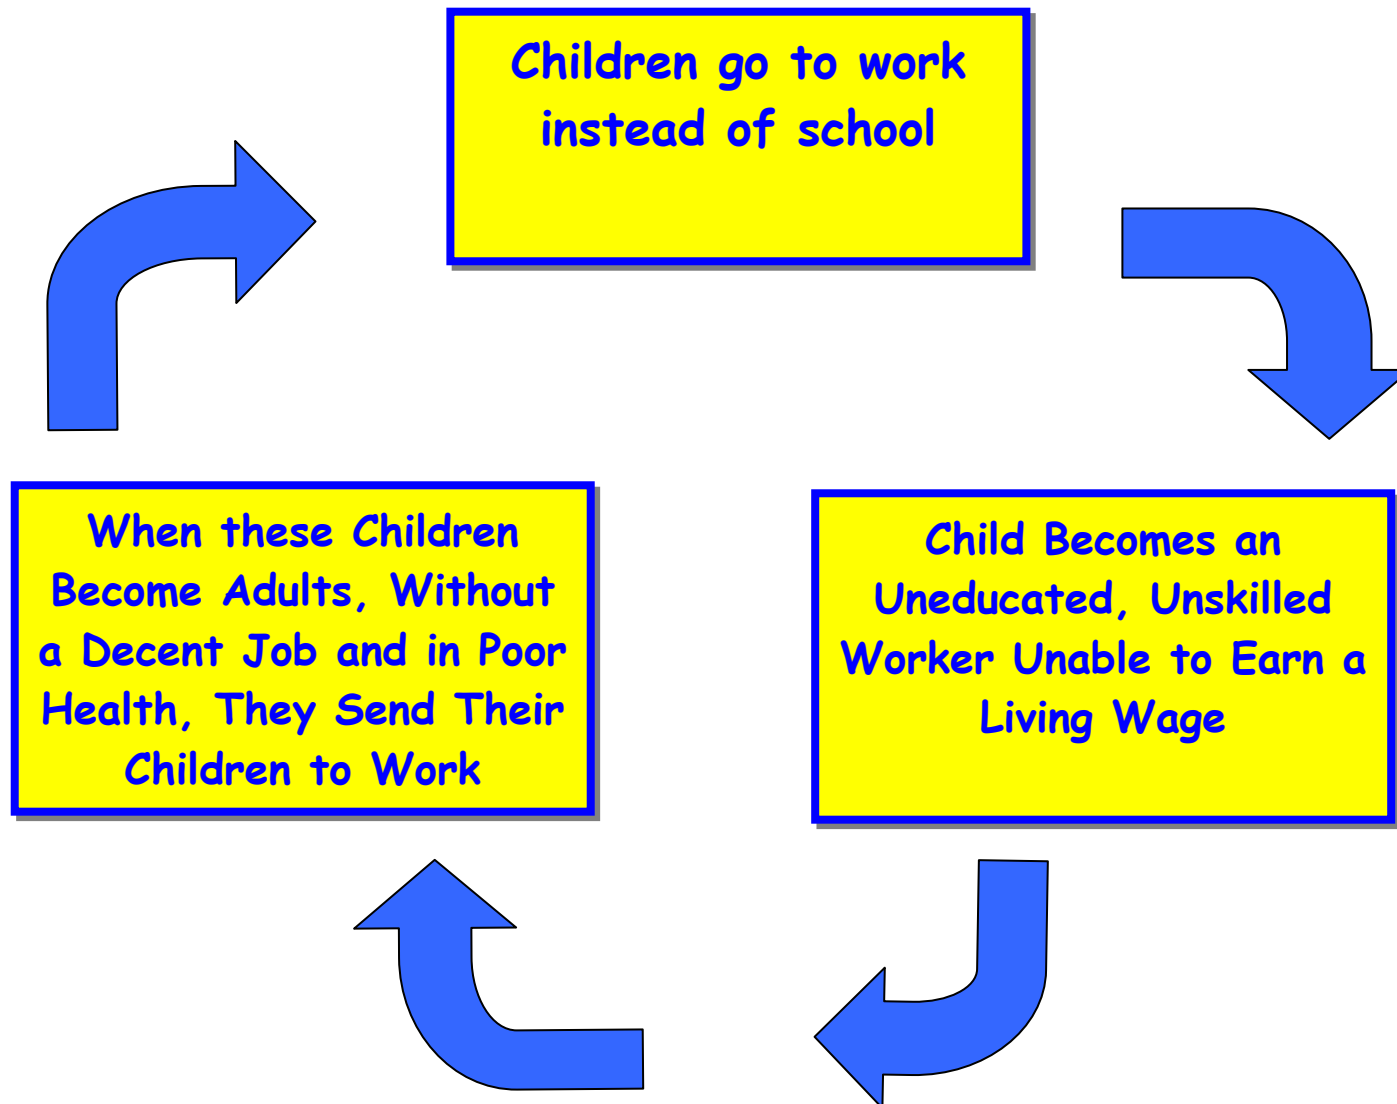 Children go to work
instead of school
When these Children
Become Adults, Without
a Decent Job and in Poor
Health, They Send Their
Children to Work
Child Becomes an
Uneducated, Unskilled
Worker Unable to Earn a
Living Wage